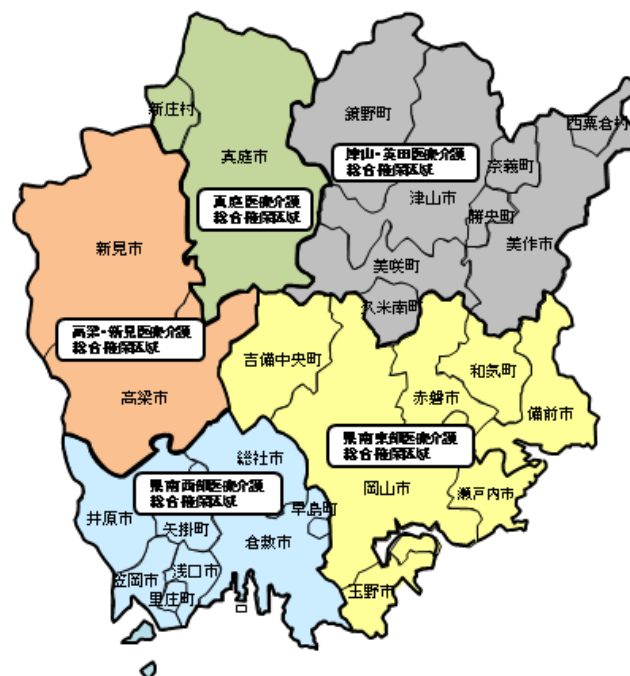 新庄村
真庭市
鏡野町
西粟倉村
津山・英田医療介護
総合確保区域
奈義町
津山市
勝央町
美作市
真庭医療介護
総合確保区域
新見市
美咲町
久米南町
高梁・新見医療介護
総合確保区域
吉備中央町
和気町
赤磐市
備前市
高梁市
県南東部医療介護
総合確保区域
総社市
県南西部医療介護
総合確保区域
岡山市
瀬戸内市
井原市
早島町
矢掛町
倉敷市
浅口市
笠岡市
里庄町
玉野市